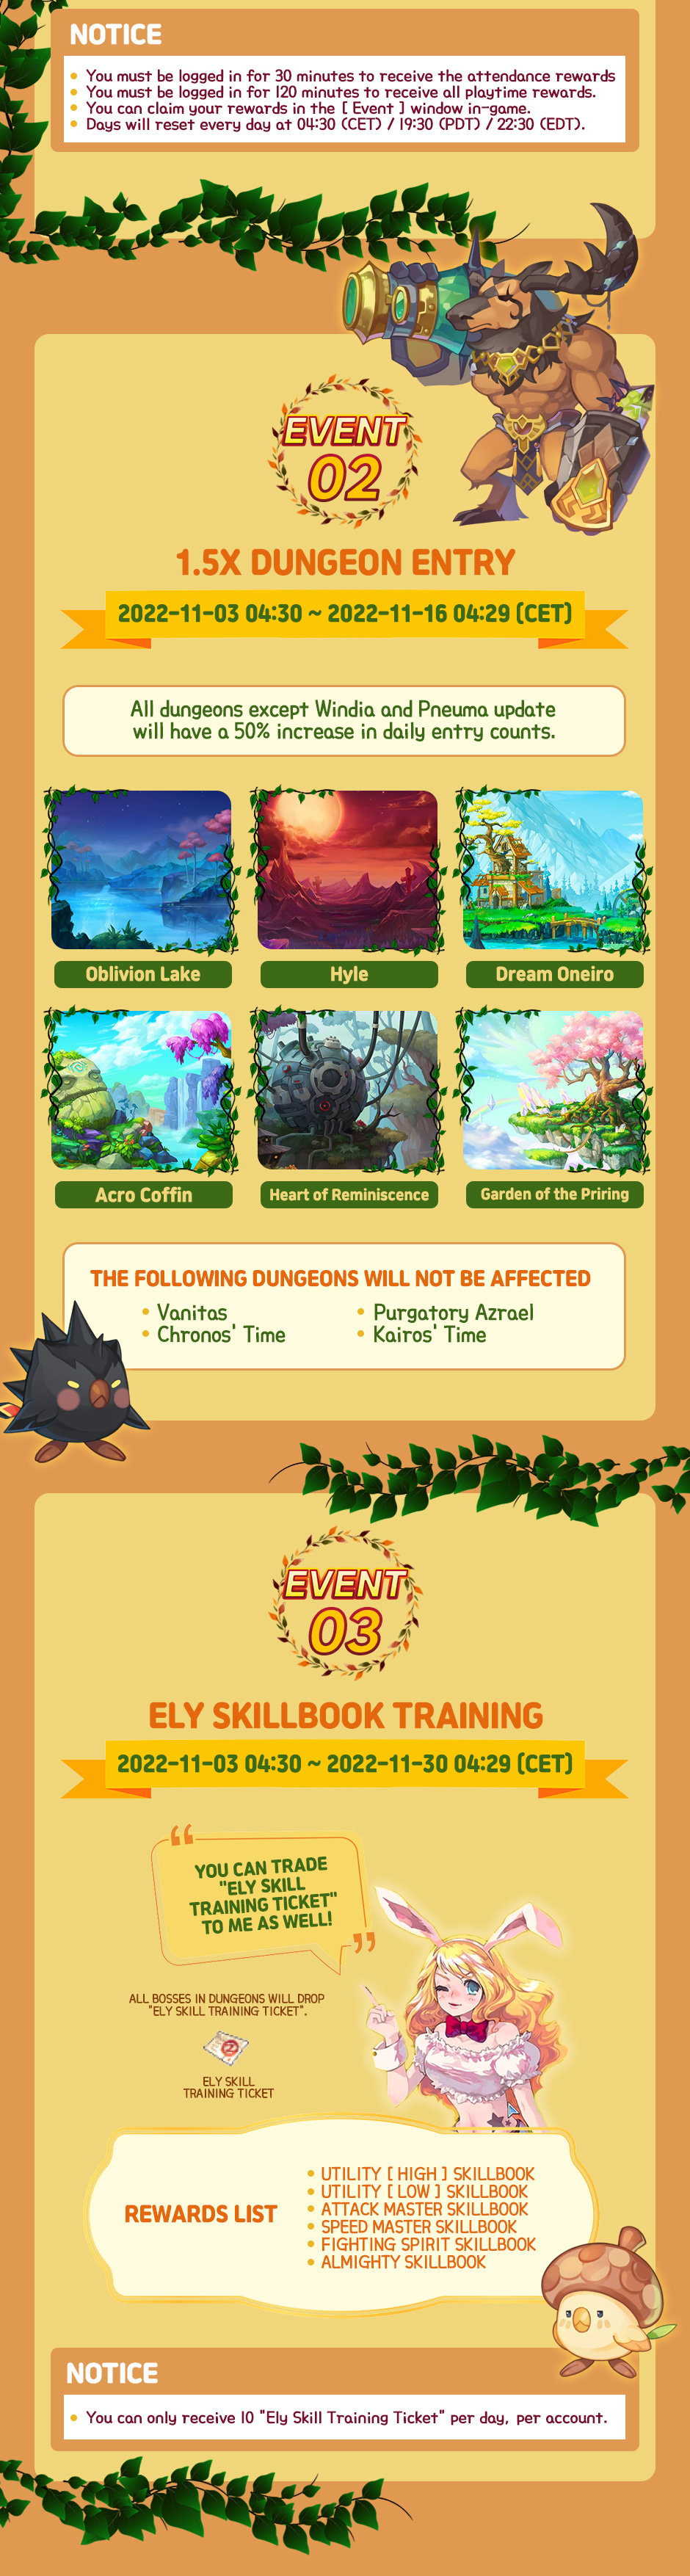 NOTICE
You must be logged in for 30 minutes to receive the attendance rewards
You must be logged in for 120 minutes to receive all playtime rewards.
You can claim your rewards in the [ Event ] window in-game.
Days will reset every day at 04:30 (CET) / 19:30 (PDT) / 22:30 (EDT).
EVENT
02
1.5X DUNGEON ENTRY
2022-11-03 04:30 ~ 2022-11-16 04:29 (CET)
All dungeons except Windia and Pneuma update
will have a 50% increase in daily entry counts.
Oblivion Lake
Hyle
Dream Oneiro
Acro Coffin
Heart of Reminiscence
Garden of the Priring
THE FOLLOWING DUNGEONS WILL NOT BE AFFECTED
Vanitas
Purgatory Azrael
Chronos' Time
Kairos' Time
EVENT
03
ELY SKILLBOOK TRAINING
2022-11-03 04:30 ~ 2022-11-30 04:29 (CET)
YOU CAN TRADE
"ELY SKILL
TRAINING TICKET"
TO ME AS WELL!
ALL BOSSES IN DUNGEONS WILL DROP
"ELY SKILL TRAINING TICKET".
ELY SKILL
TRAINING TICKET
REWARDS LIST
UTILITY [ HIGH ] SKILLBOOK
UTILITY [ LOW ] SKILLBOOK
ATTACK MASTER SKILLBOOK
SPEED MASTER SKILLBOOK
FIGHTING SPIRIT SKILLBOOK
ALMIGHTY SKILLBOOK
NOTICE
You can only receive 10 "Ely Skill Training Ticket" per day, per account.